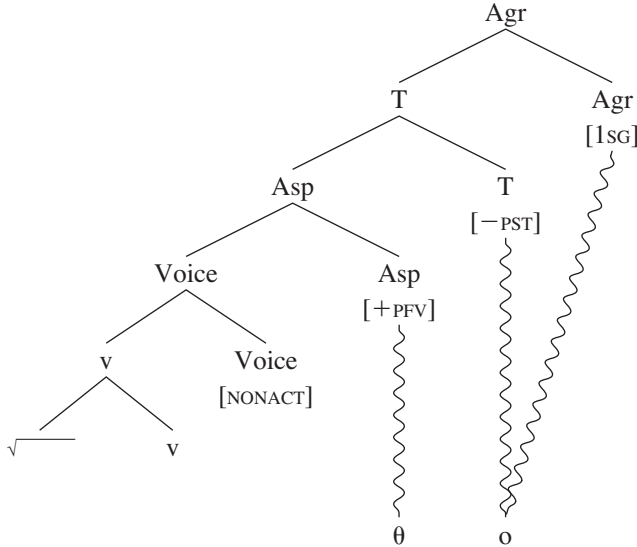 Agr
T Agr
[1SG]
Asp T
[−PST]
Voice Asp
[+PFV]
v Voice
[NONACT]
√ v
θ o